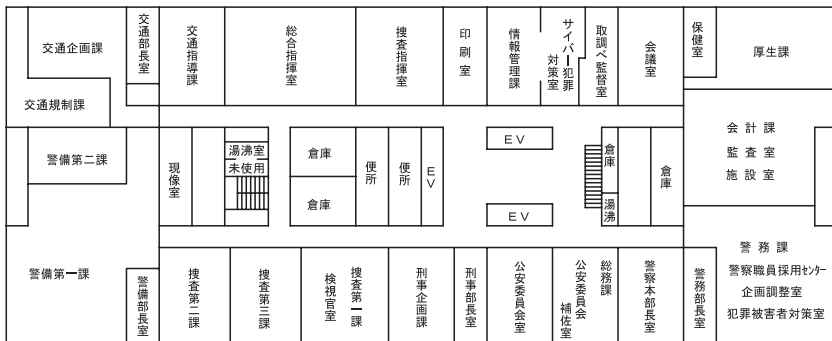 交通企画課
交通部長室
交通指導課
総合指揮室
捜査指揮室
印刷室
情報管理課
サイバー犯罪
対策室
取調べ監督室
会議室
保健室
厚生課
交通規制課
警備第二課
現像室
湯沸室
未使用
倉庫
倉庫
便所
便所
EV
EV
EV
倉庫
湯沸
倉庫
会計課
監査室
施設室
警備第一課
警備部長室
捜査第二課
捜査第三課
捜査第一課
検視官室
刑事企画課
刑事部長室
公安委員会室
総務課
公安委員会
補佐室
警察本部長室
警務部長室
警務課
警察職員採用ｾﾝﾀｰ
企画調整室
犯罪被害者対策室